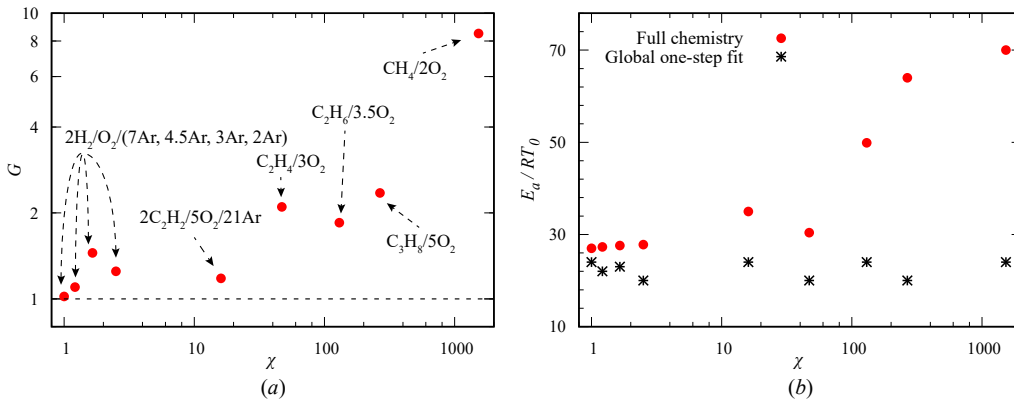 10
8
6
4
2
1
G
CH₄/2O₂
C₂H₆/3.5O₂
2H₂/O₂/(7Ar, 4.5Ar, 3Ar, 2Ar)
C₂H₄/3O₂
2C₂H₂/5O₂/21Ar
C₃H₈/5O₂
1 10 100 1000
χ
(a)
70
50
30
10
Eₐ / RT₀
Full chemistry
Global one-step fit
1 10 100 1000
χ
(b)